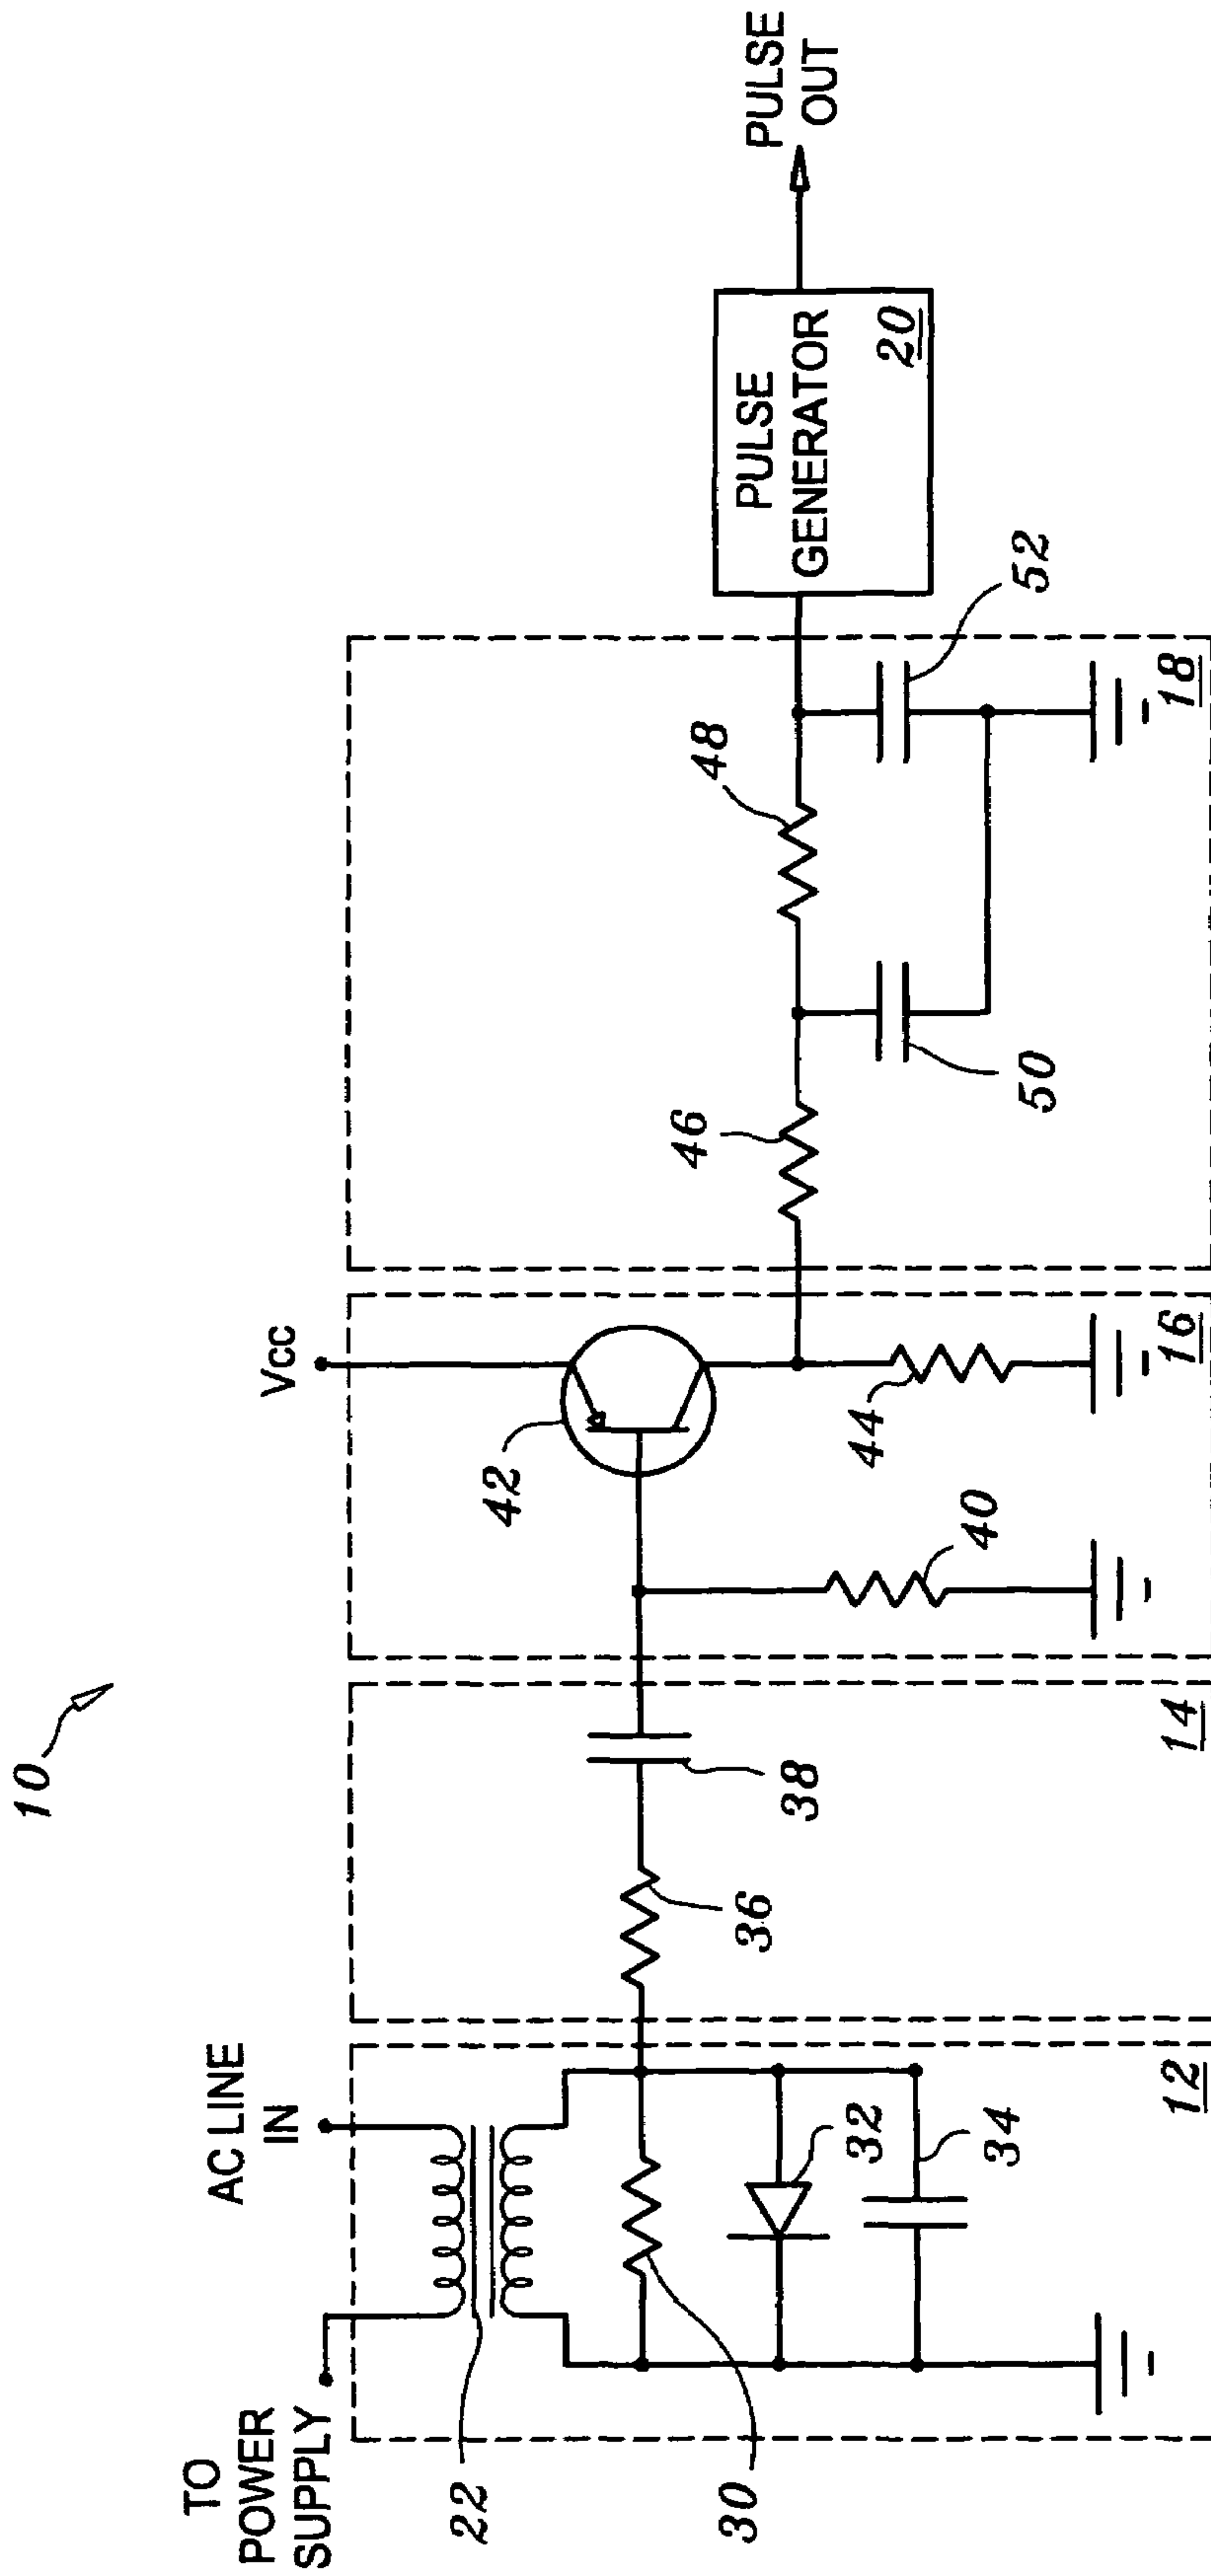 10
TO
POWER
SUPPLY
AC LINE
IN
22
30
32
34
12
36
38
14
VCC
42
40
44
16
46
48
50
52
18
PULSE
GENERATOR
20
PULSE
OUT